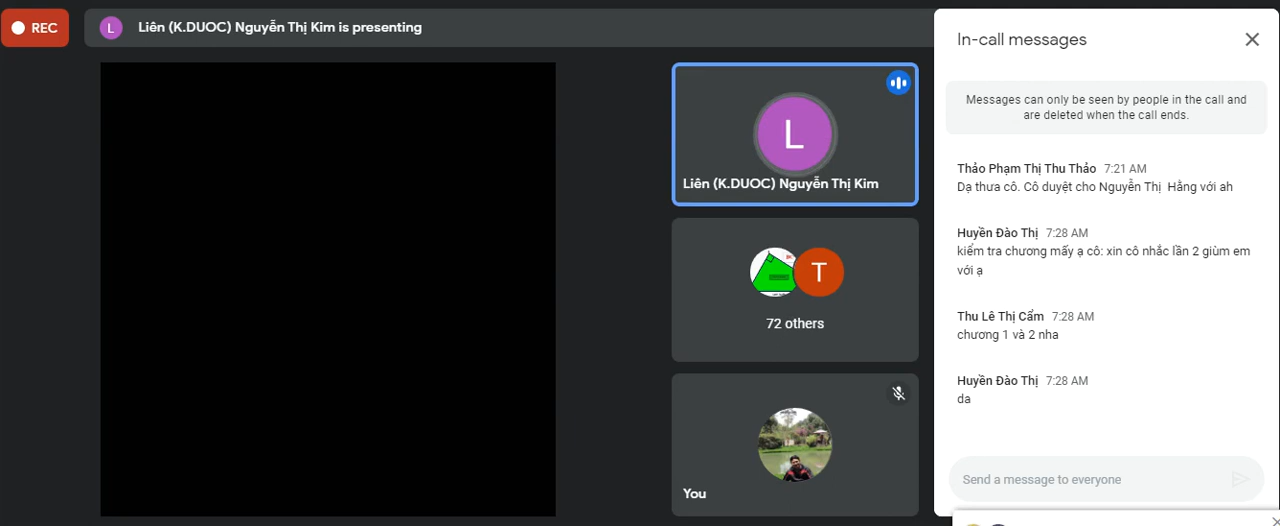 REC
L
Liên (K.DUOC) Nguyễn Thị Kim is presenting
L
Liên (K.DUOC) Nguyễn Thị Kim
T
72 others
You
In-call messages
Messages can only be seen by people in the call and
are deleted when the call ends.
Thảo Phạm Thị Thu Thảo 7:21 AM
Dạ thưa cô. Cô duyệt cho Nguyễn Thị Hằng với ah
Huyền Đào Thị 7:28 AM
kiểm tra chương mấy ạ cô: xin cô nhắc lần 2 giùm em
với ạ
Thu Lê Thị Cẩm 7:28 AM
chương 1 và 2 nha
Huyền Đào Thị 7:28 AM
da
Send a message to everyone